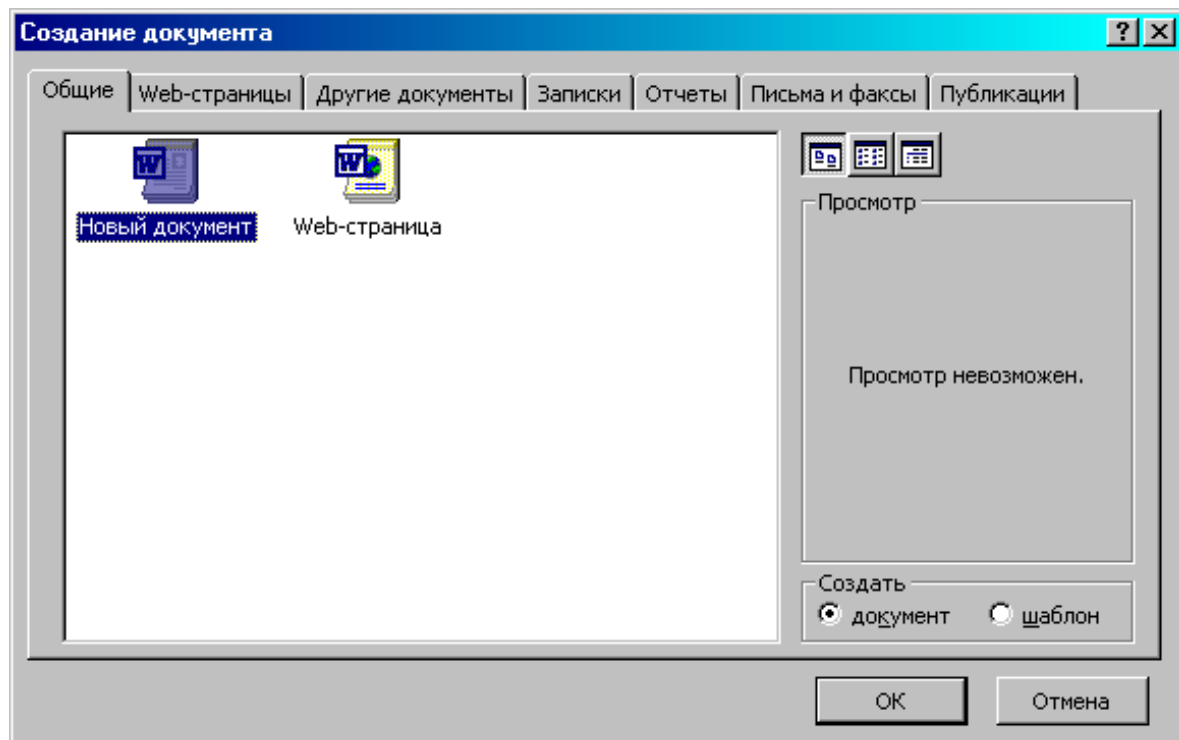 Создание документа
Общие Web-страницы Другие документы Записки Отчеты Письма и факсы Публикации
Новый документ Web-страница
Просмотр
Просмотр невозможен.
Создать
документ шаблон
ОК Отмена